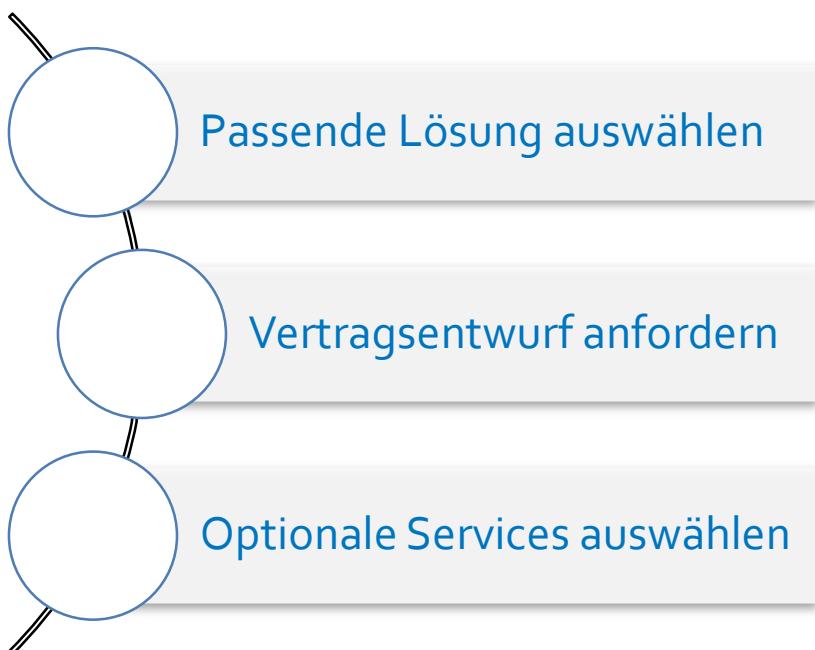 Passende Lösung auswählen
Vertragsentwurf anfordern
Optionale Services auswählen